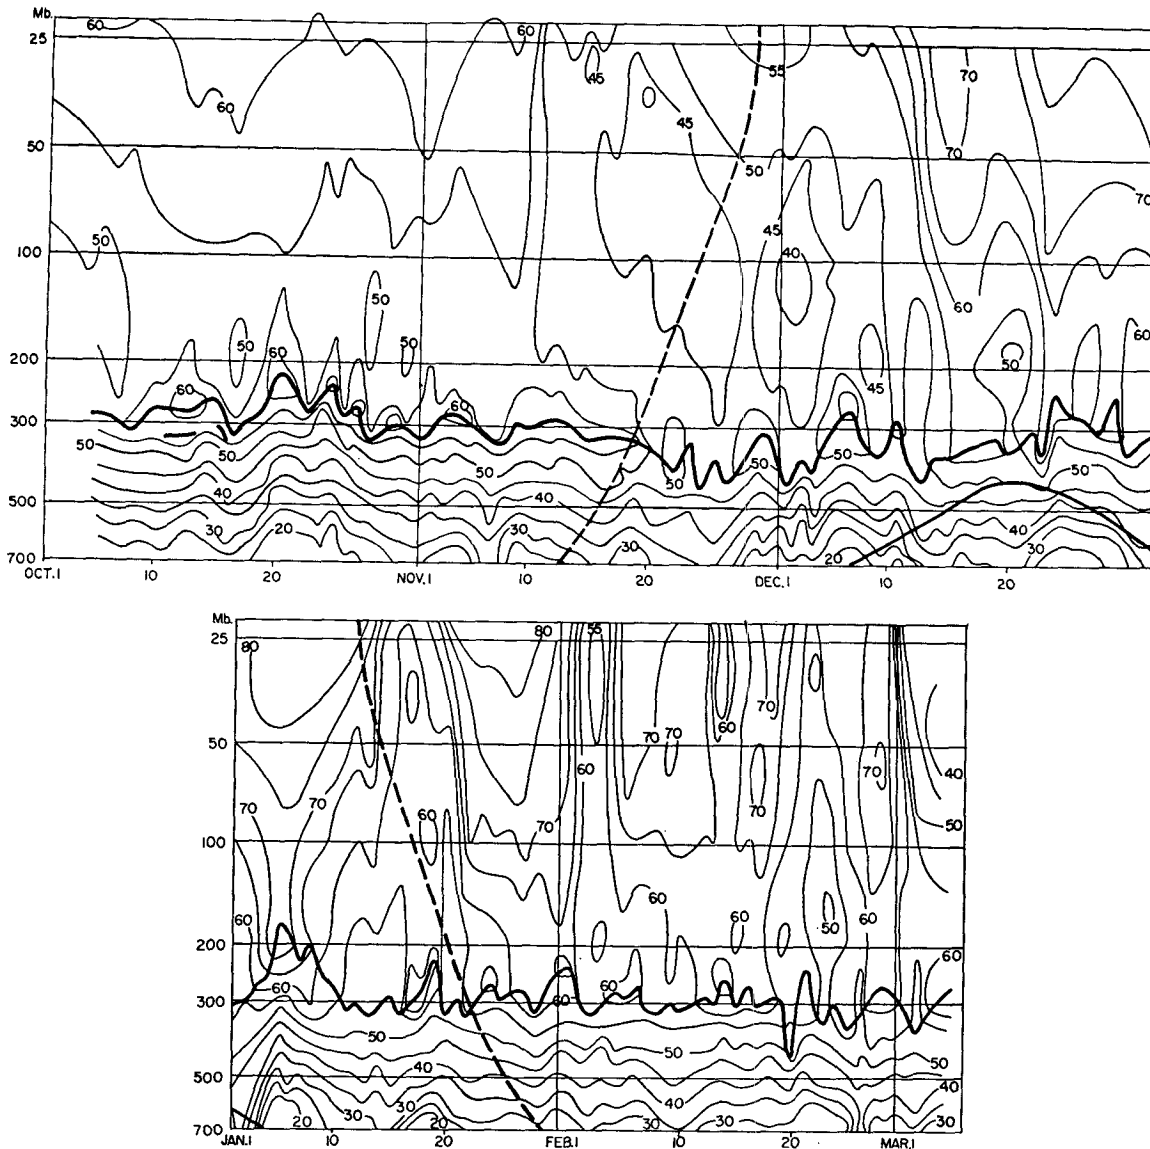 Mb.
60 60 70
25 55 70
45
60 45
50 50 70
70
50 45
100 40
50 60
50 50 60
200 60 50
60 60 45
300
50 50 50 50 50 50
500 40 40 40
30 20 30 30 20 30
700
OCT.1 10 20 NOV.1 10 20 DEC.1 10 20
Mb.
25 80 80 55
70 70
60
50 70 70
60 70 40
70 70 70
60 70 50
100
60 60
60 60 50 60
200 60
60 60 60
300
50 50 50
500 40 40 40
30 30 30 30 30
700 20 20
JAN.1 10 20 FEB.1 10 20 MAR.1